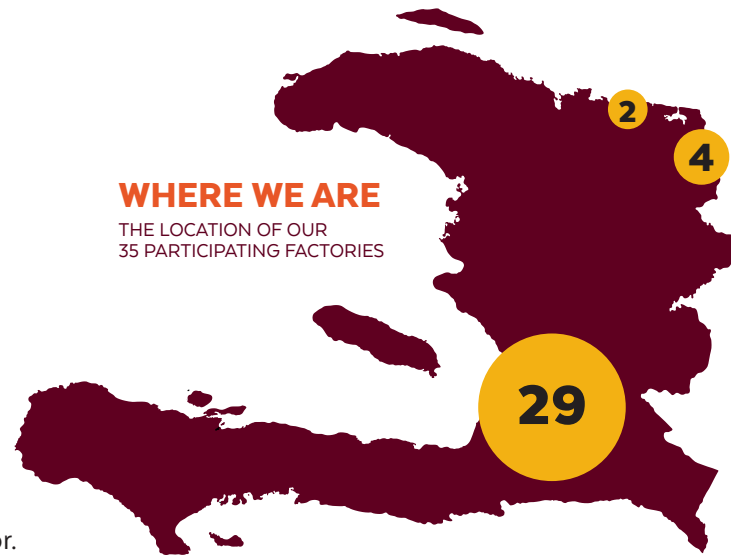 2
4
WHERE WE ARE
THE LOCATION OF OUR
35 PARTICIPATING FACTORIES
29